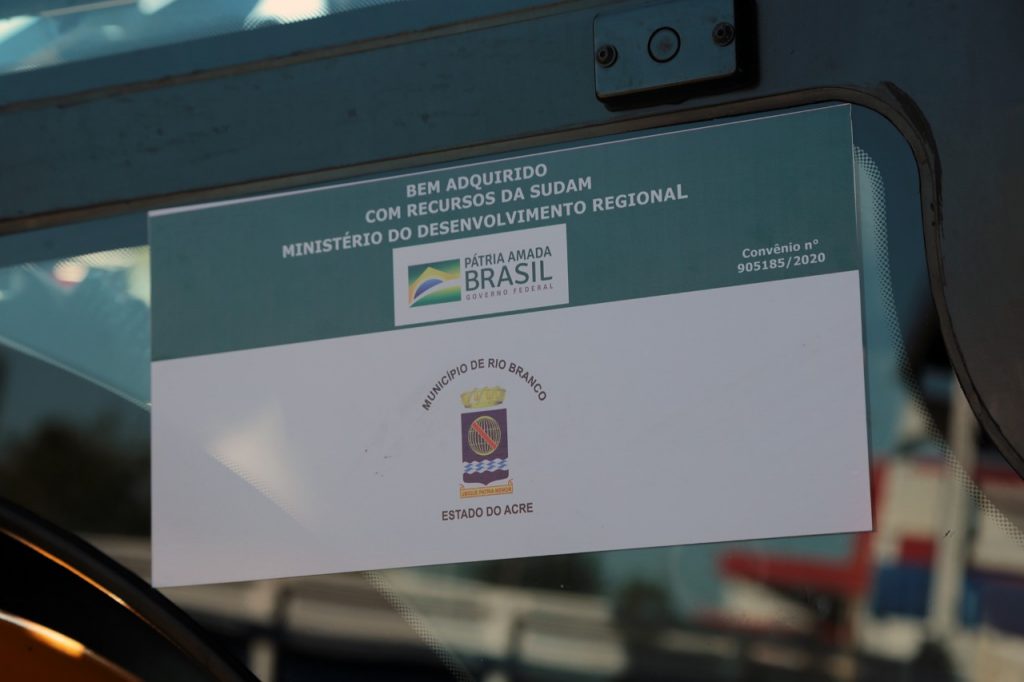 BEM ADQUIRIDO
COM RECURSOS DA SUDAM
MINISTÉRIO DO DESENVOLVIMENTO REGIONAL
PÁTRIA AMADA
BRASIL
GOVERNO FEDERAL
Convênio nº
905185/2020
MUNICÍPIO DE RIO BRANCO
ESTADO DO ACRE